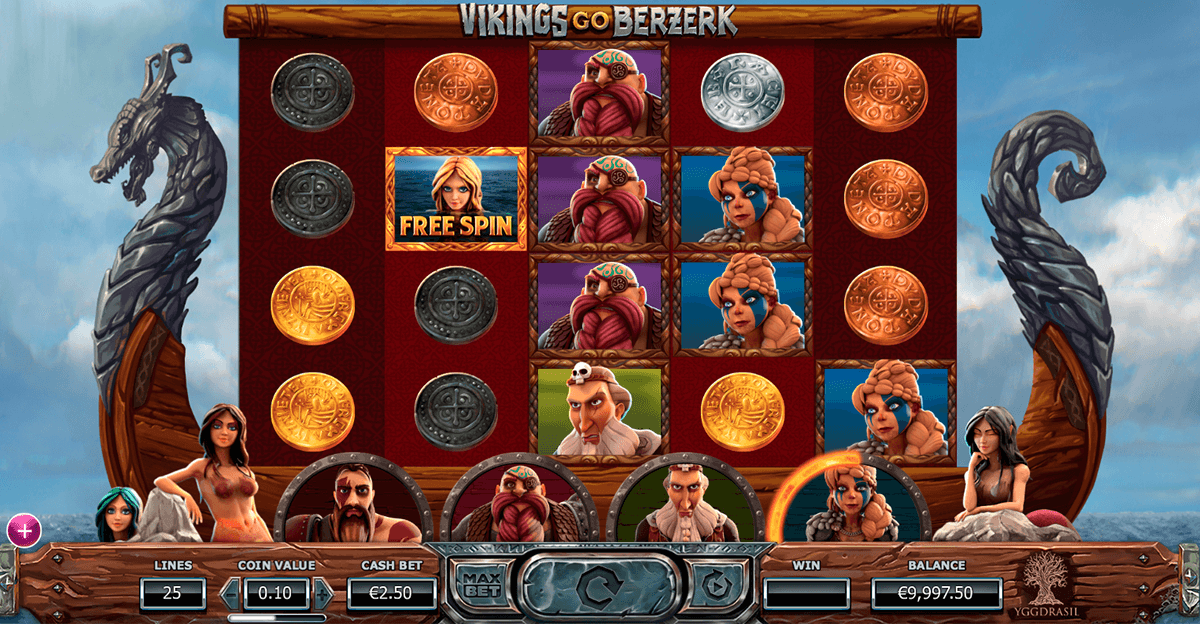 VIKINGS GO BERZERK
FREE SPIN
LINES
25
COIN VALUE
0.10
CASH BET
€2.50
MAX
BET
WIN
BALANCE
€9,997.50
YGGDRASIL